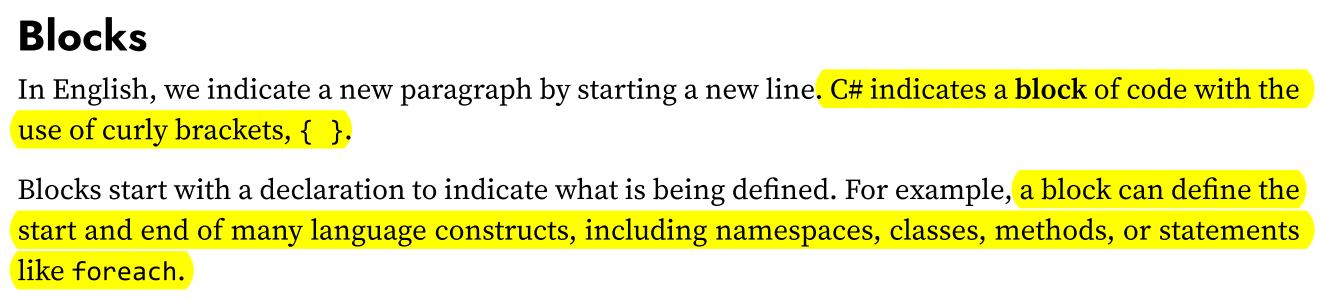 Blocks
In English, we indicate a new paragraph by starting a new line. C# indicates a block of code with the
use of curly brackets, { }.
Blocks start with a declaration to indicate what is being defined. For example, a block can define the
start and end of many language constructs, including namespaces, classes, methods, or statements
like foreach.